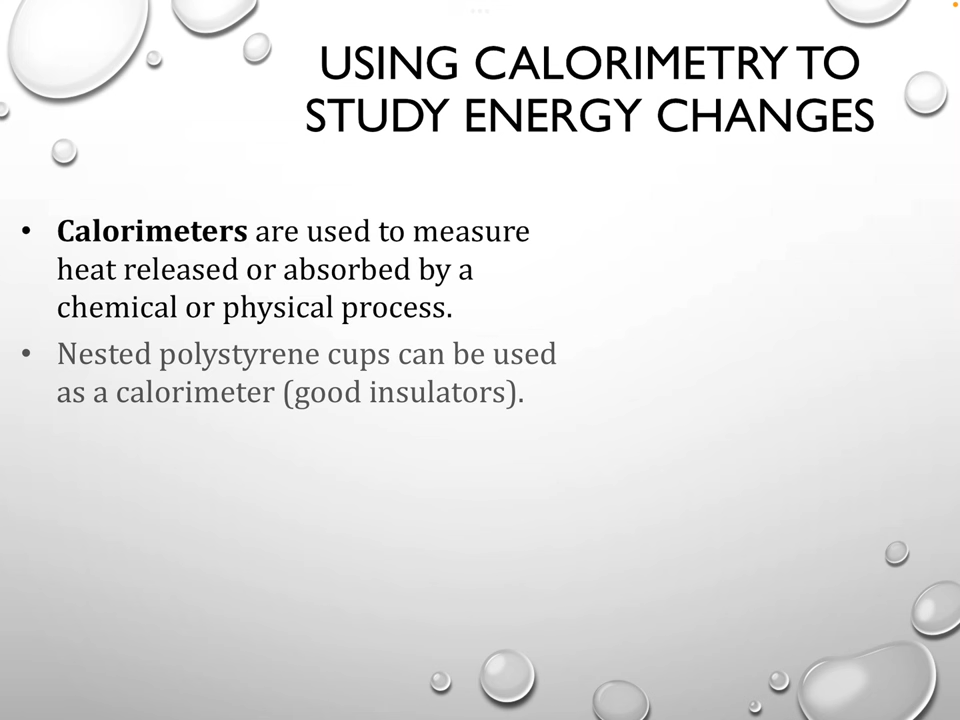 USING CALORIMETRY TO
STUDY ENERGY CHANGES
• Calorimeters are used to measure
heat released or absorbed by a
chemical or physical process.
• Nested polystyrene cups can be used
as a calorimeter (good insulators).